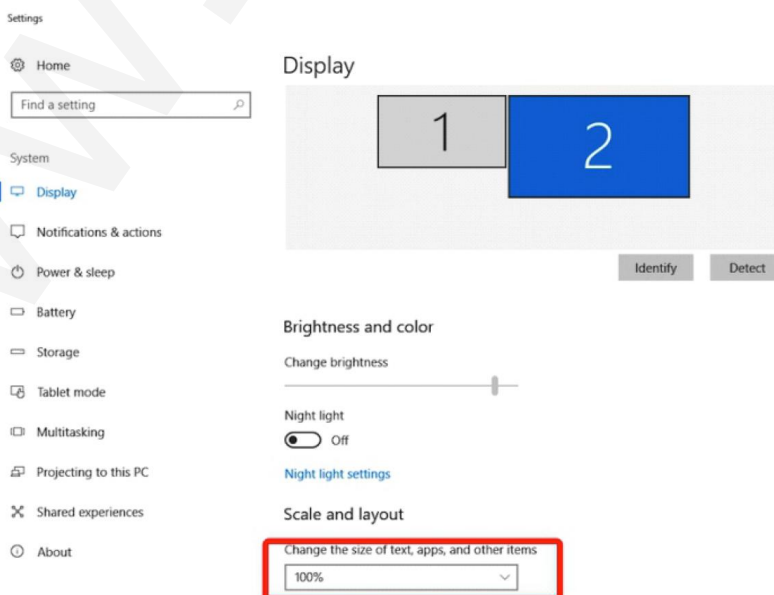 Settings
Home
Find a setting
System
Display
Notifications & actions
Power & sleep
Battery
Storage
Tablet mode
Multitasking
Projecting to this PC
Shared experiences
About
Display
1 2
Identify Detect
Brightness and color
Change brightness
Night light
Off
Night light settings
Scale and layout
Change the size of text, apps, and other items
100%